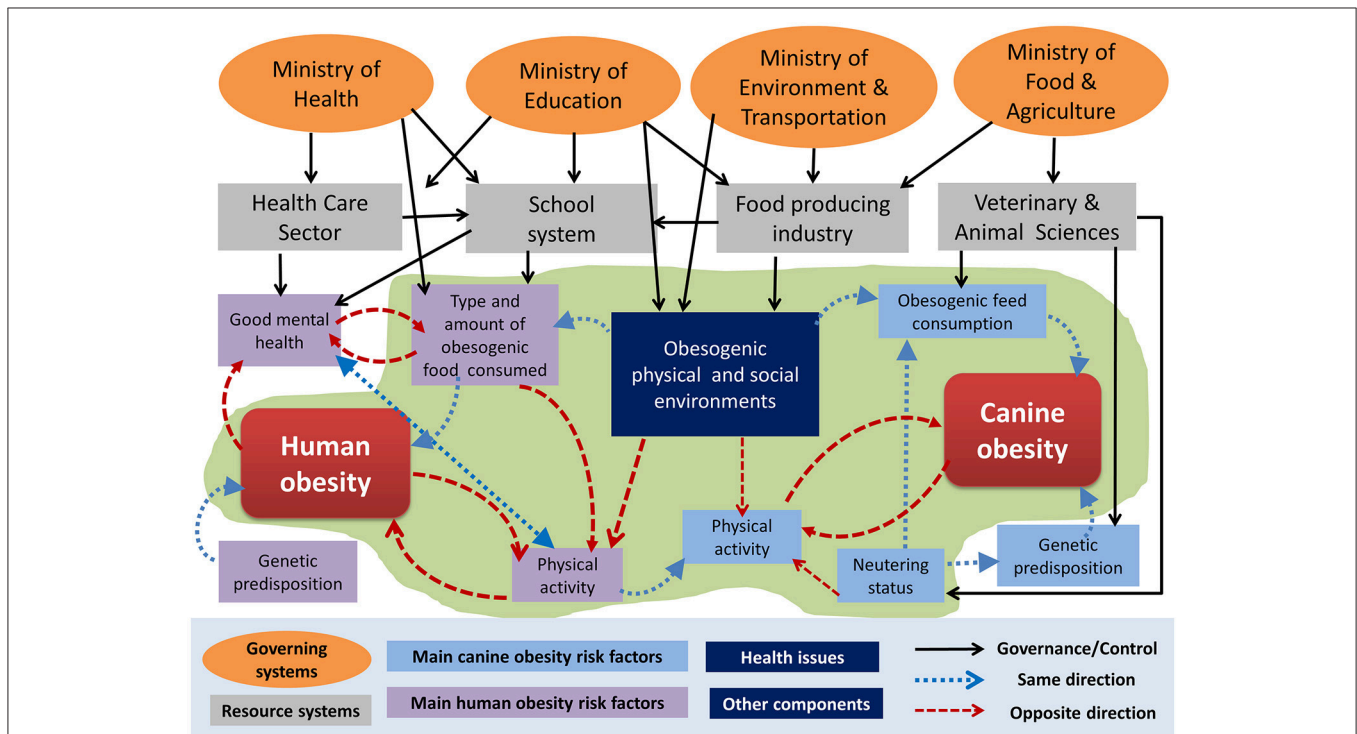 Ministry of
Health
Ministry of
Education
Ministry of
Environment &
Transportation
Ministry of
Food &
Agriculture
Health Care
Sector
School
system
Food producing
industry
Veterinary &
Animal Sciences
Good mental
health
Type and
amount of
obesogenic
food consumed
Obesogenic
physical and social
environments
Obesogenic feed
consumption
Human
obesity
Canine
obesity
Genetic
predisposition
Physical
activity
Physical
activity
Neutering
status
Genetic
predisposition
Governing
systems
Resource systems
Main canine obesity risk factors
Main human obesity risk factors
Health issues
Other components
Governance/Control
Same direction
Opposite direction